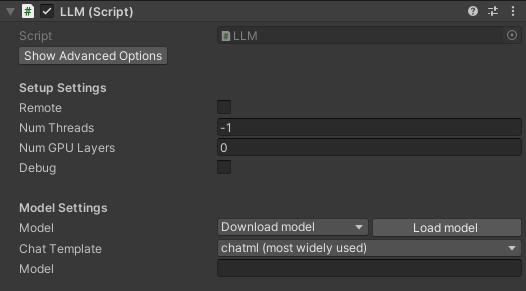 LLM (Script)
Script LLM
Show Advanced Options
Setup Settings
Remote
Num Threads -1
Num GPU Layers 0
Debug
Model Settings
Model Download model Load model
Chat Template chatml (most widely used)
Model